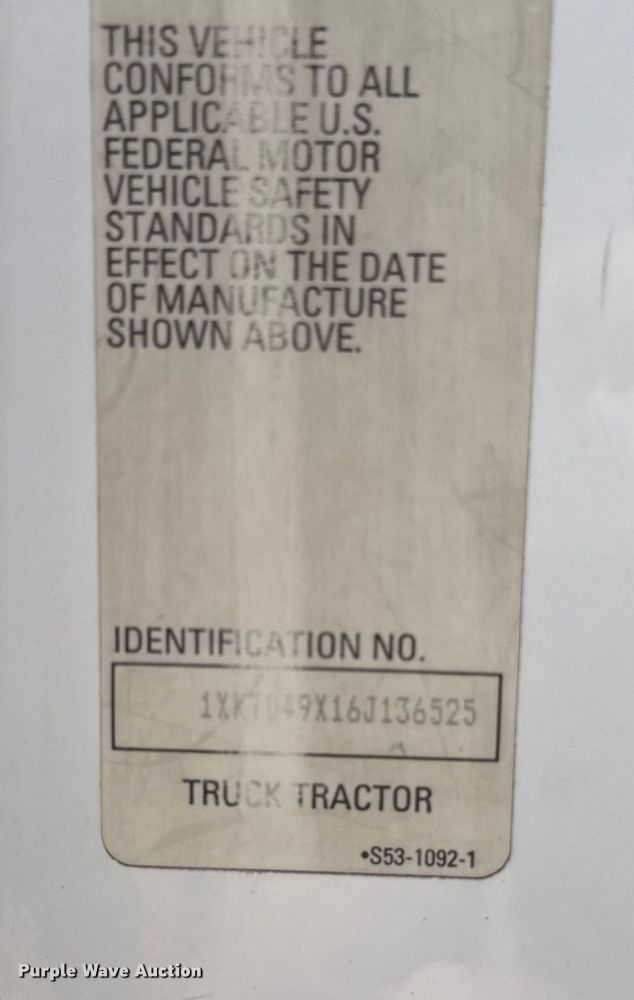 THIS VEHICLE
CONFORMS TO ALL
APPLICABLE U.S.
FEDERAL MOTOR
VEHICLE SAFETY
STANDARDS IN
EFFECT ON THE DATE
OF MANUFACTURE
SHOWN ABOVE.
IDENTIFICATION NO.
1XKTD49X16J136525
TRUCK TRACTOR
•S53-1092-1
Purple Wave Auction